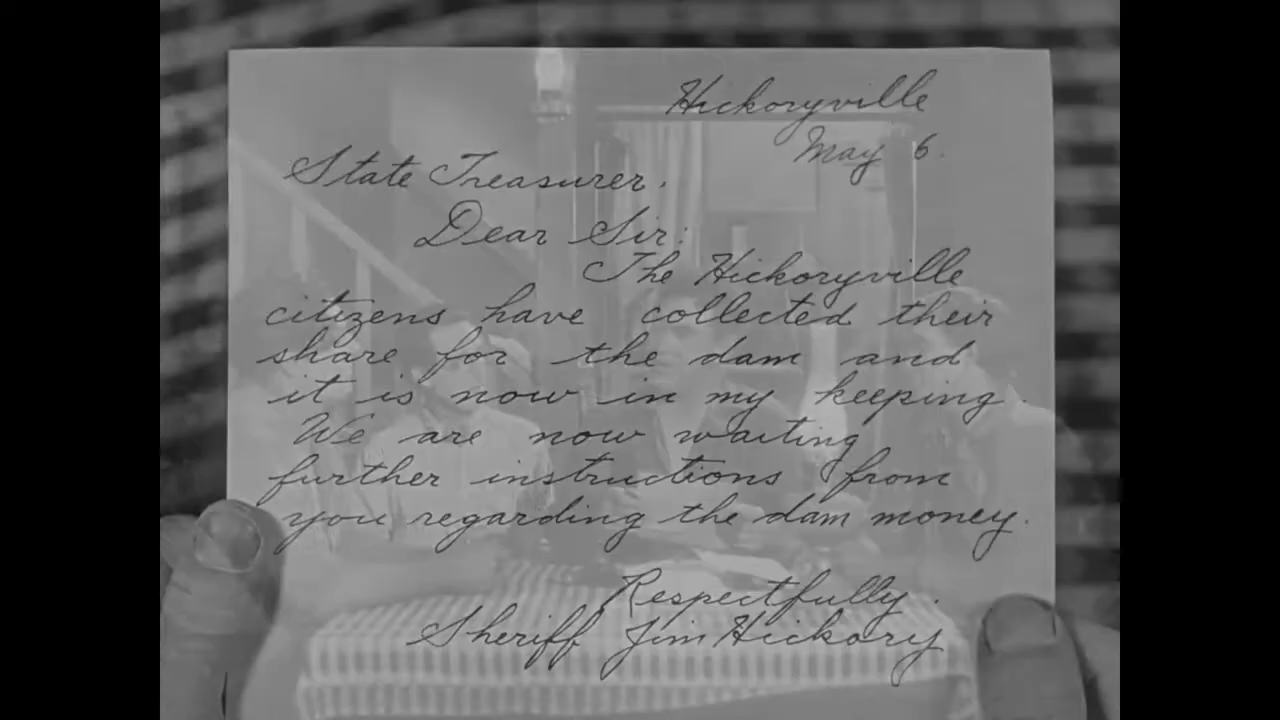 Hickoryville
May 6.
State Treasurer.
Dear Sir:
The Hickoryville
citizens have collected their
share for the dam and
it is now in my keeping.
We are now waiting
further instructions from
you regarding the dam money.
Respectfully.
Sheriff Jim Hickory